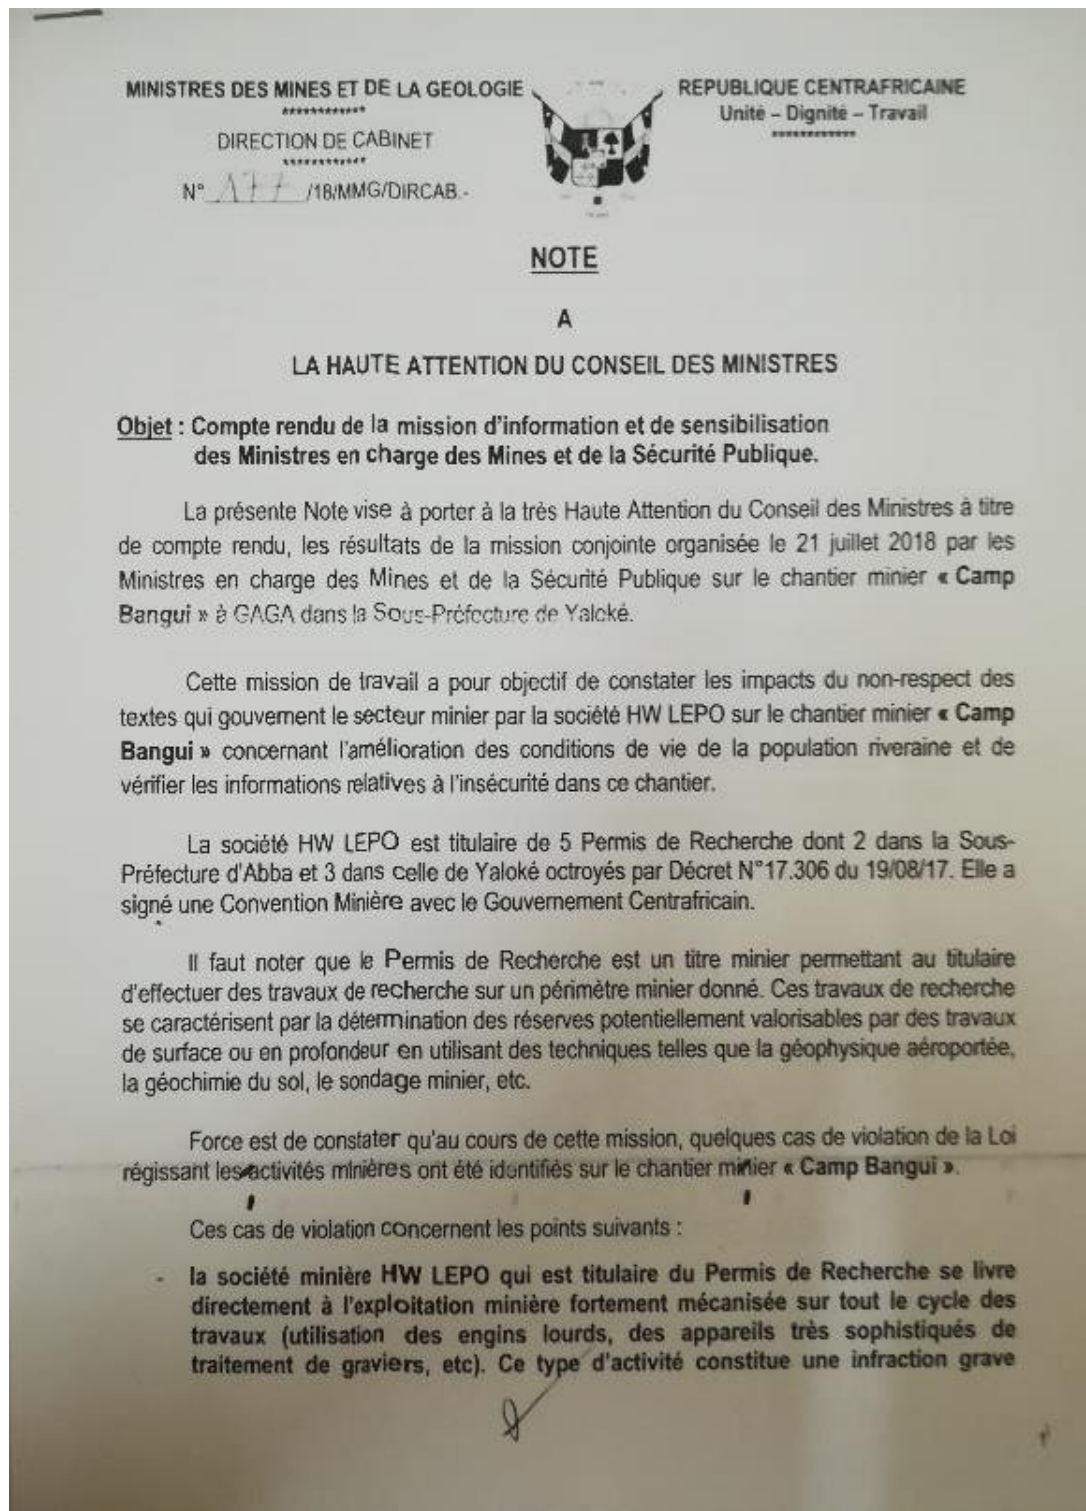 MINISTRES DES MINES ET DE LA GEOLOGIE
************
DIRECTION DE CABINET
************
N° 177 /18/MMG/DIRCAB.-
REPUBLIQUE CENTRAFRICAINE
Unité – Dignité – Travail
************
NOTE
A
LA HAUTE ATTENTION DU CONSEIL DES MINISTRES
Objet : Compte rendu de la mission d'information et de sensibilisation
des Ministres en charge des Mines et de la Sécurité Publique.
La présente Note vise à porter à la très Haute Attention du Conseil des Ministres à titre
de compte rendu, les résultats de la mission conjointe organisée le 21 juillet 2018 par les
Ministres en charge des Mines et de la Sécurité Publique sur le chantier minier « Camp
Bangui » à GAGA dans la Sous-Préfecture de Yaloké.
Cette mission de travail a pour objectif de constater les impacts du non-respect des
textes qui gouvernent le secteur minier par la société HW LEPO sur le chantier minier « Camp
Bangui » concernant l'amélioration des conditions de vie de la population riveraine et de
vérifier les informations relatives à l'insécurité dans ce chantier.
La société HW LEPO est titulaire de 5 Permis de Recherche dont 2 dans la Sous-
Préfecture d'Abba et 3 dans celle de Yaloké octroyés par Décret N°17.306 du 19/08/17. Elle a
signé une Convention Minière avec le Gouvernement Centrafricain.
Il faut noter que le Permis de Recherche est un titre minier permettant au titulaire
d'effectuer des travaux de recherche sur un périmètre minier donné. Ces travaux de recherche
se caractérisent par la détermination des réserves potentiellement valorisables par des travaux
de surface ou en profondeur en utilisant des techniques telles que la géophysique aéroportée,
la géochimie du sol, le sondage minier, etc.
Force est de constater qu'au cours de cette mission, quelques cas de violation de la Loi
régissant les activités minières ont été identifiés sur le chantier minier « Camp Bangui ».
Ces cas de violation concernent les points suivants :
- la société minière HW LEPO qui est titulaire du Permis de Recherche se livre
directement à l'exploitation minière fortement mécanisée sur tout le cycle des
travaux (utilisation des engins lourds, des appareils très sophistiqués de
traitement de graviers, etc). Ce type d'activité constitue une infraction grave